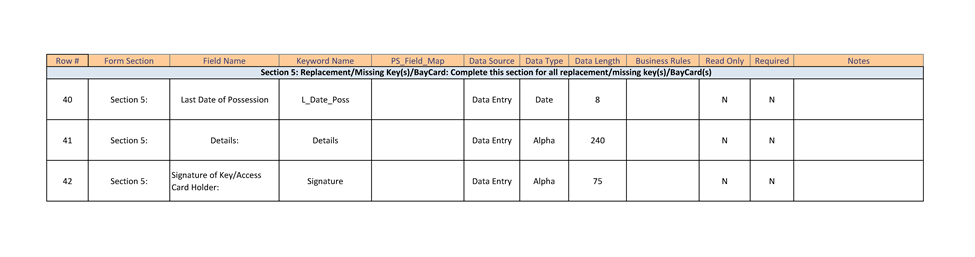 Row # Form Section Field Name Keyword Name PS_Field_Map Data Source Data Type Data Length Business Rules Read Only Required Notes
Section 5: Replacement/Missing Key(s)/BayCard: Complete this section for all replacement/missing key(s)/BayCard(s)
40 Section 5: Last Date of Possession L_Date_Poss Data Entry Date 8 N N
41 Section 5: Details: Details Data Entry Alpha 240 N N
42 Section 5: Signature of Key/Access
Card Holder: Signature Data Entry Alpha 75 N N